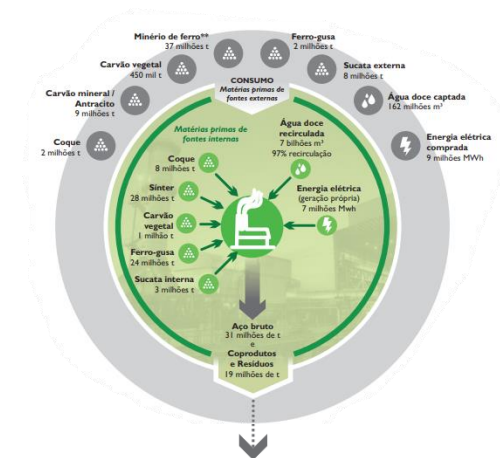 Minério de ferro**
37 milhões t
Ferro-gusa
2 milhões t
Carvão vegetal
450 mil t
Sucata externa
8 milhões t
Carvão mineral /
Antracito
9 milhões t
Água doce captada
162 milhões m³
Coque
2 milhões t
Energia elétrica
comprada
9 milhões MWh
CONSUMO
Matérias primas de
fontes externas
Matérias primas de
fontes internas
Coque
8 milhões t
Sínter
28 milhões t
Carvão
vegetal
1 milhão t
Ferro-gusa
24 milhões t
Sucata interna
3 milhões t
Água doce
recirculada
7 bilhões m³
97% recirculação
Energia elétrica
(geração própria)
7 milhões Mwh
Aço bruto
31 milhões de t
e
Coprodutos
e Resíduos
19 milhões de t